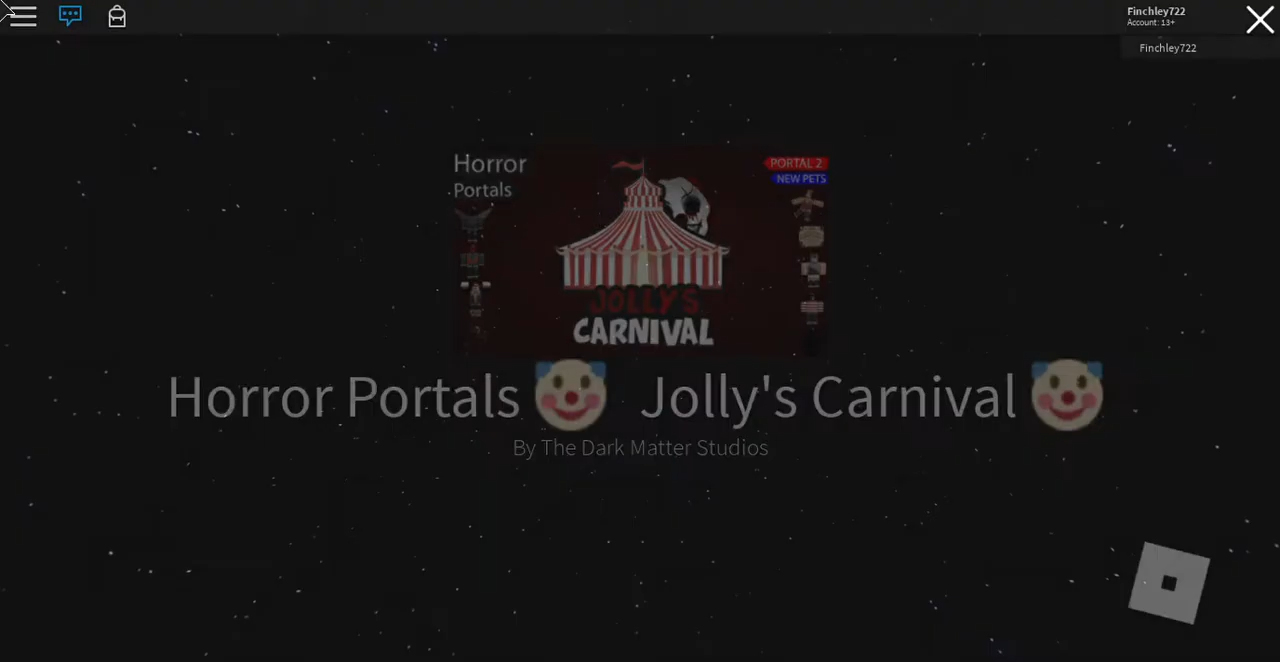 Finchley722
Account: 13+
Finchley722
Horror
Portals
PORTAL 2
NEW PETS
JOLLY'S
CARNIVAL
Horror Portals 🤡 Jolly's Carnival 🤡
By The Dark Matter Studios